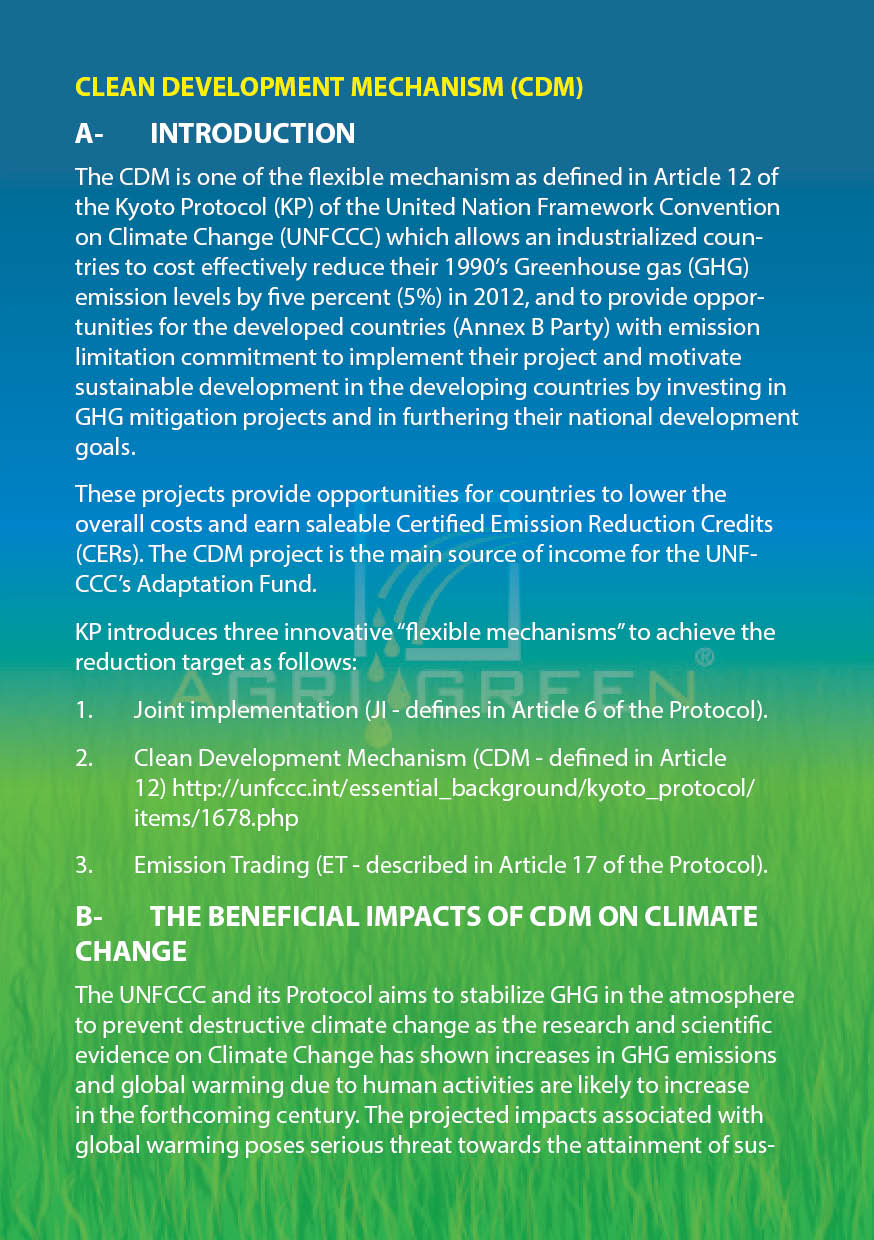 CLEAN DEVELOPMENT MECHANISM (CDM)
A- INTRODUCTION
The CDM is one of the flexible mechanism as defined in Article 12 of
the Kyoto Protocol (KP) of the United Nation Framework Convention
on Climate Change (UNFCCC) which allows an industrialized coun-
tries to cost effectively reduce their 1990’s Greenhouse gas (GHG)
emission levels by five percent (5%) in 2012, and to provide oppor-
tunities for the developed countries (Annex B Party) with emission
limitation commitment to implement their project and motivate
sustainable development in the developing countries by investing in
GHG mitigation projects and in furthering their national development
goals.
These projects provide opportunities for countries to lower the
overall costs and earn saleable Certified Emission Reduction Credits
(CERs). The CDM project is the main source of income for the UNF-
CCC’s Adaptation Fund.
KP introduces three innovative “flexible mechanisms” to achieve the
reduction target as follows:
AGRI GREEN ®
1. Joint implementation (JI - defines in Article 6 of the Protocol).
2. Clean Development Mechanism (CDM - defined in Article
12) http://unfccc.int/essential_background/kyoto_protocol/
items/1678.php
3. Emission Trading (ET - described in Article 17 of the Protocol).
B- THE BENEFICIAL IMPACTS OF CDM ON CLIMATE
CHANGE
The UNFCCC and its Protocol aims to stabilize GHG in the atmosphere
to prevent destructive climate change as the research and scientific
evidence on Climate Change has shown increases in GHG emissions
and global warming due to human activities are likely to increase
in the forthcoming century. The projected impacts associated with
global warming poses serious threat towards the attainment of sus-